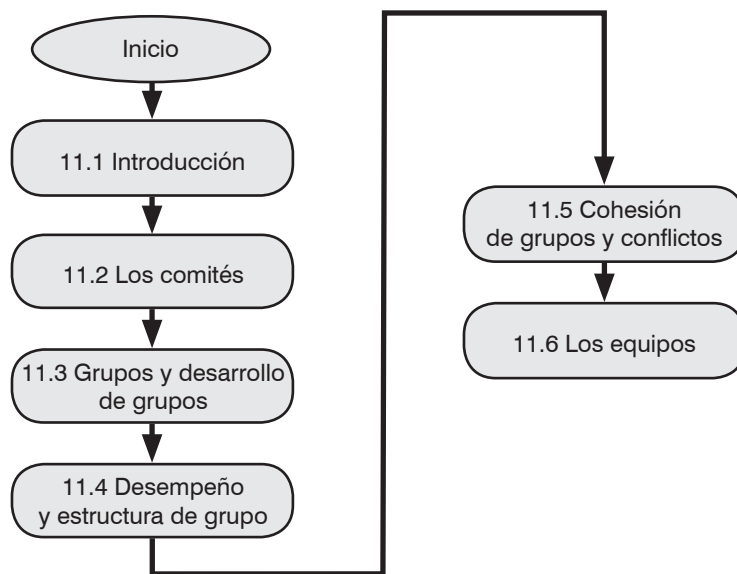 Inicio
11.1 Introducción
11.2 Los comités
11.3 Grupos y desarrollo
de grupos
11.4 Desempeño
y estructura de grupo
11.5 Cohesión
de grupos y conflictos
11.6 Los equipos